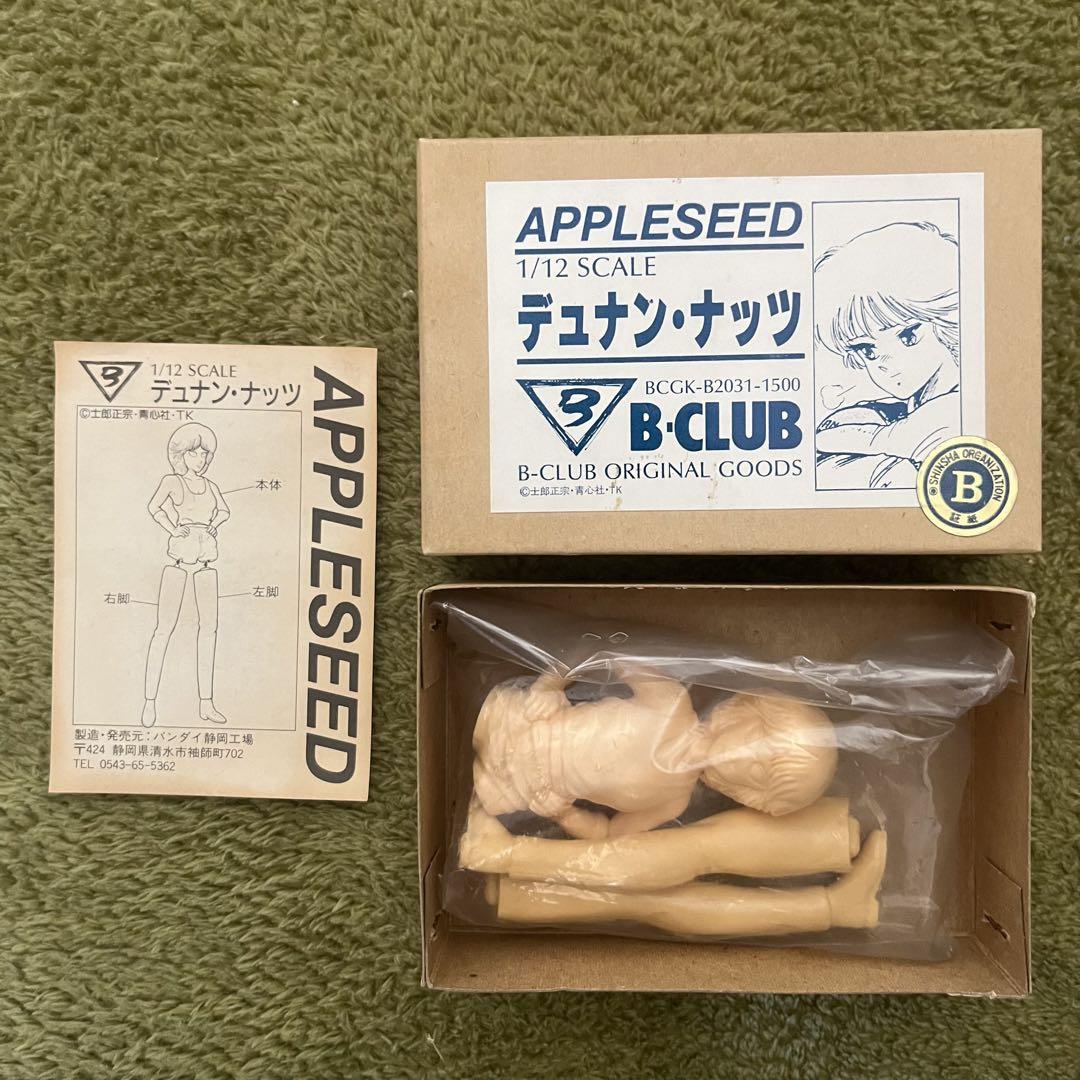 1/12 SCALE
デュナン・ナッツ
©士郎正宗・青心社・TK
本体
右脚
左脚
製造・発売元：バンダイ静岡工場
〒424 静岡県清水市袖師町702
TEL 0543-65-5362
APPLESEED
APPLESEED
1/12 SCALE
デュナン・ナッツ
BCGK-B2031-1500
B
B・CLUB
B-CLUB ORIGINAL GOODS
©士郎正宗・青心社・TK
SHINSHA ORGANIZATION
B
証紙